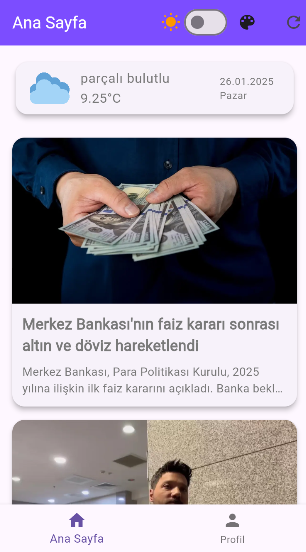 Ana Sayfa
parçalı bulutlu
9.25°C
26.01.2025
Pazar
Merkez Bankası'nın faiz kararı sonrası
altın ve döviz hareketlendi
Merkez Bankası, Para Politikası Kurulu, 2025
yılına ilişkin ilk faiz kararını açıkladı. Banka bekl...
Ana Sayfa
Profil